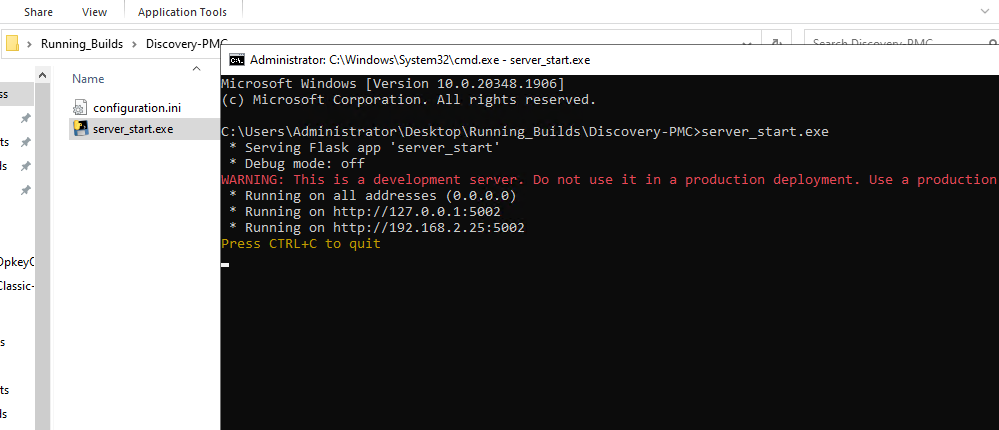 Share View Application Tools
Running_Builds > Discovery-PMC
Search Discovery-PMC
Administrator: C:\Windows\System32\cmd.exe - server_start.exe
Name
configuration.ini
server_start.exe
ss
ts
ls
OpkeyO
Classic-
s
ts
ls
Microsoft Windows [Version 10.0.20348.1906]
(c) Microsoft Corporation. All rights reserved.
C:\Users\Administrator\Desktop\Running_Builds\Discovery-PMC>server_start.exe
* Serving Flask app 'server_start'
* Debug mode: off
WARNING: This is a development server. Do not use it in a production deployment. Use a production
* Running on all addresses (0.0.0.0)
* Running on http://127.0.0.1:5002
* Running on http://192.168.2.25:5002
Press CTRL+C to quit